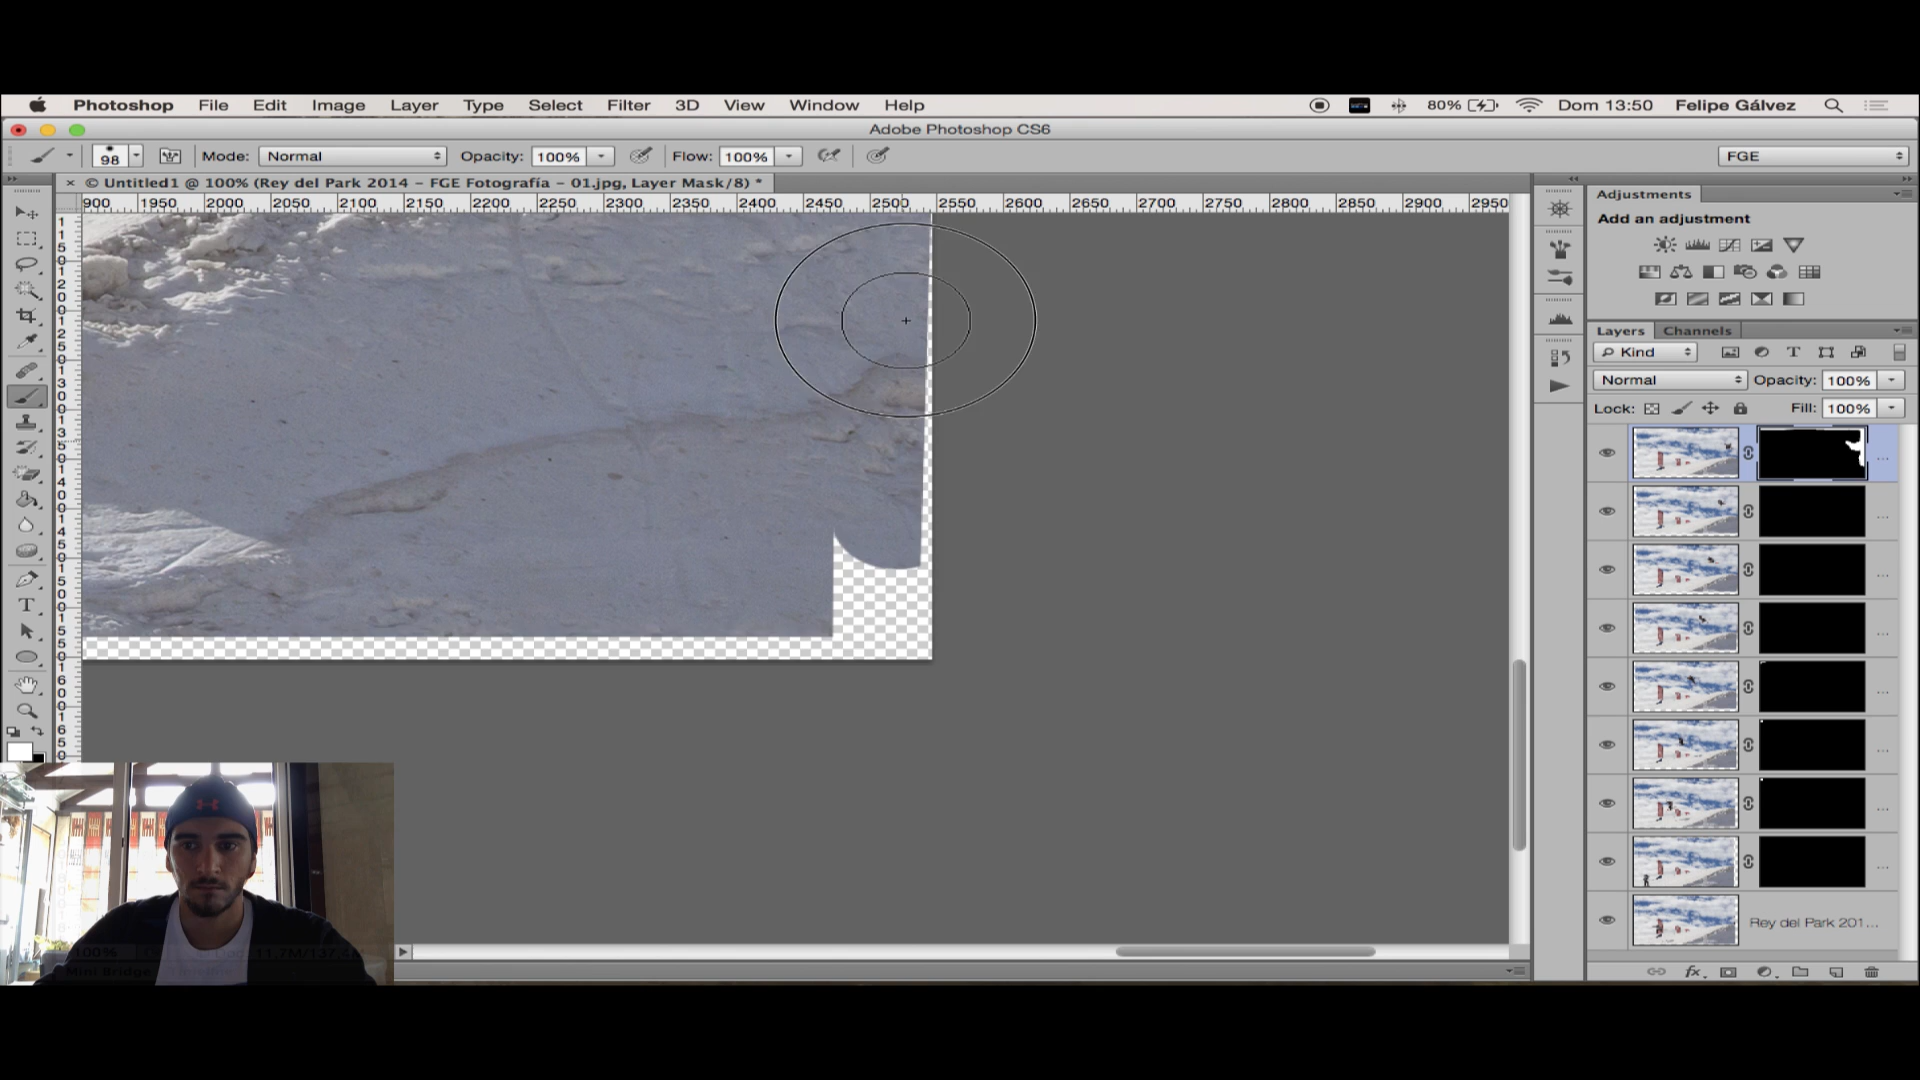 Photoshop File Edit Image Layer Type Select Filter 3D View Window Help 80% Dom 13:50 Felipe Gálvez
Adobe Photoshop CS6
98 Mode: Normal Opacity: 100% Flow: 100% FGE
× © Untitled1 @ 100% (Rey del Park 2014 – FGE Fotografía – 01.jpg, Layer Mask/8) *
900 1950 2000 2050 2100 2150 2200 2250 2300 2350 2400 2450 2500 2550 2600 2650 2700 2750 2800 2850 2900 2950
Adjustments
Add an adjustment
Layers Channels
Kind
Normal Opacity: 100%
Lock: Fill: 100%
Rey del Park 201...
100%
Mini Bridge